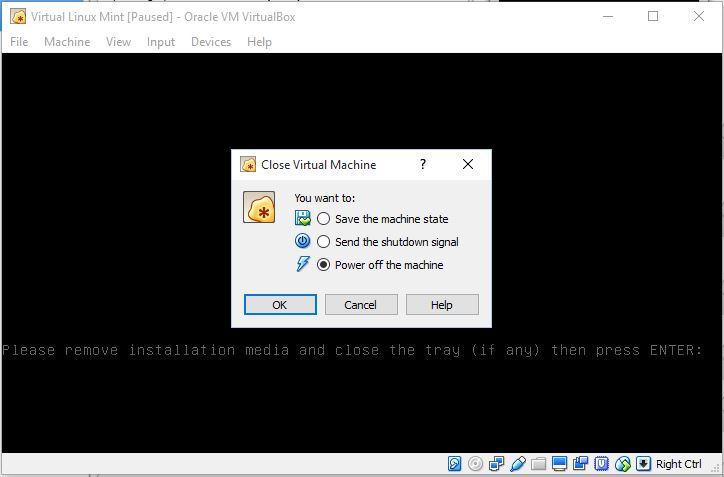 Virtual Linux Mint [Paused] - Oracle VM VirtualBox
File Machine View Input Devices Help
Close Virtual Machine ?
You want to:
Save the machine state
Send the shutdown signal
Power off the machine
OK Cancel Help
Please remove installation media and close the tray (if any) then press ENTER:
Right Ctrl